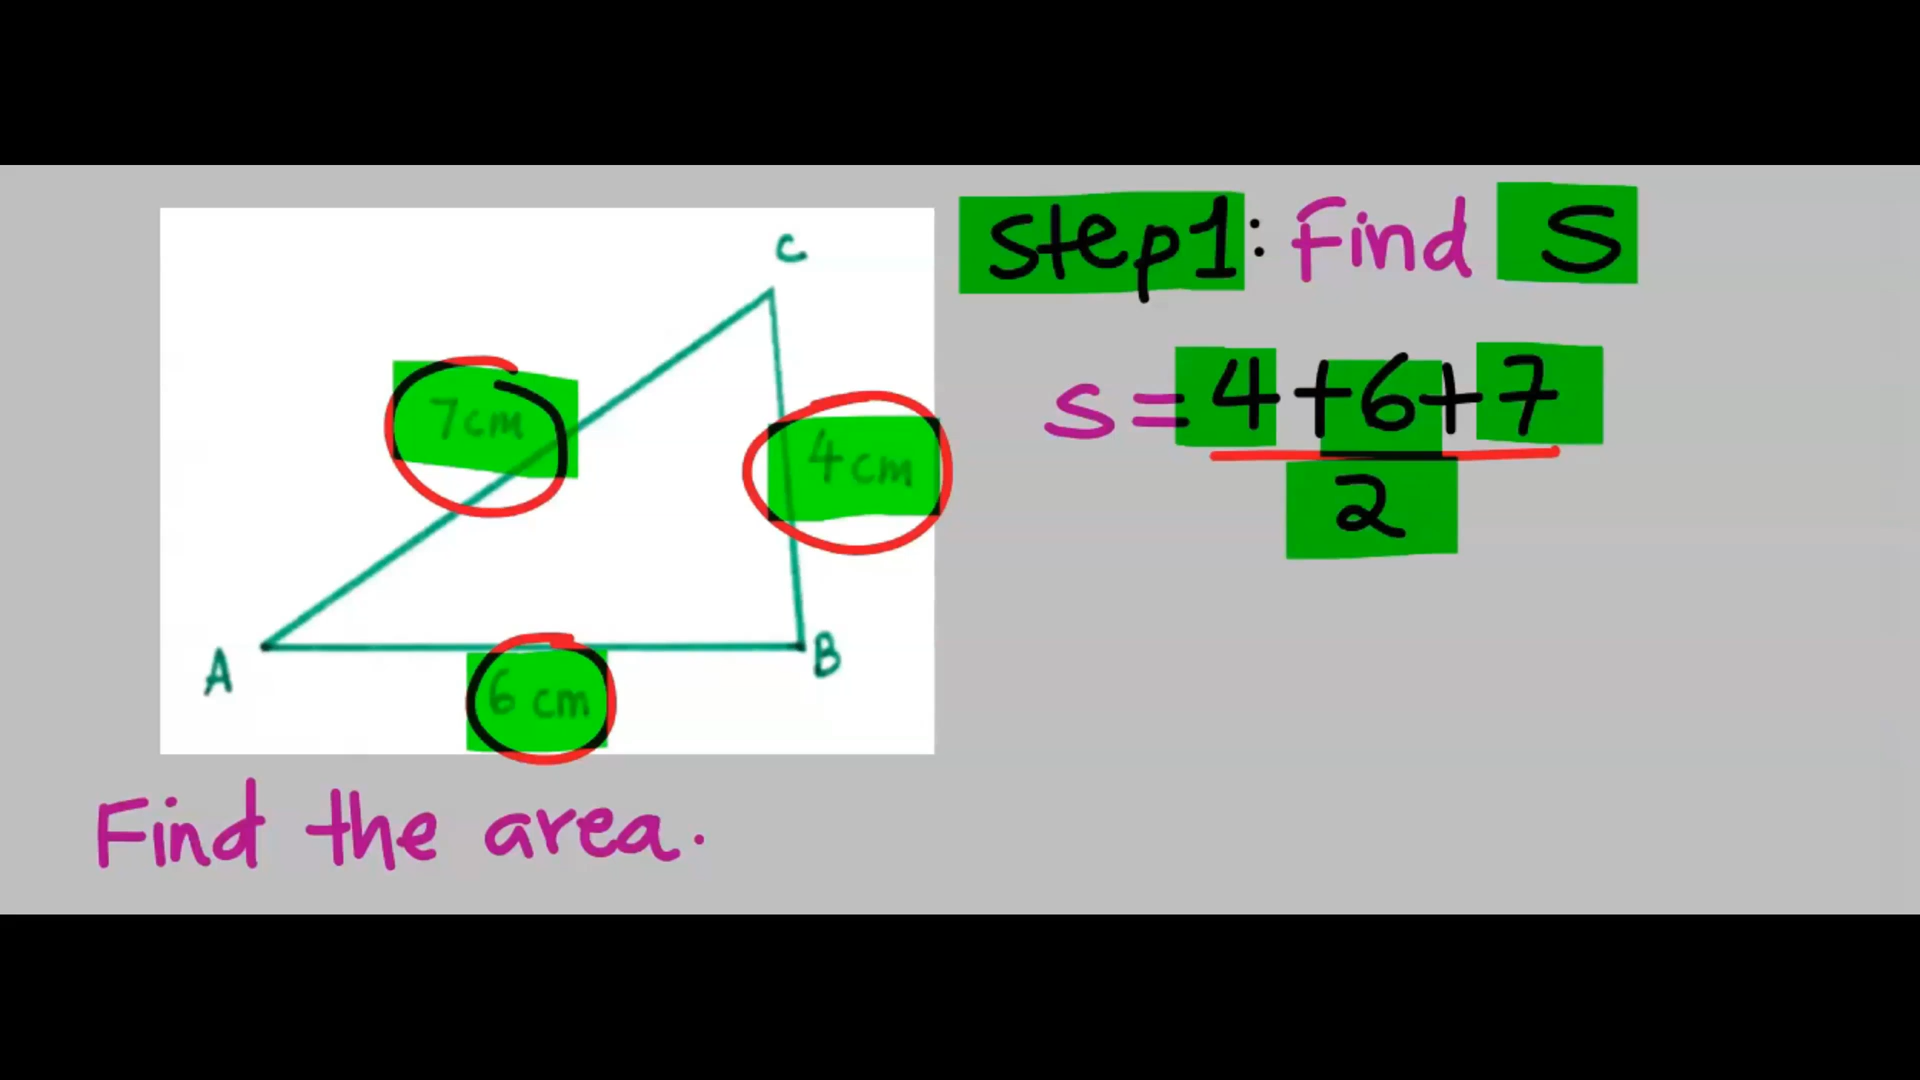 C
7cm
4cm
A
B
6 cm
Find the area.
Step1: Find S
S=4+6+7
2